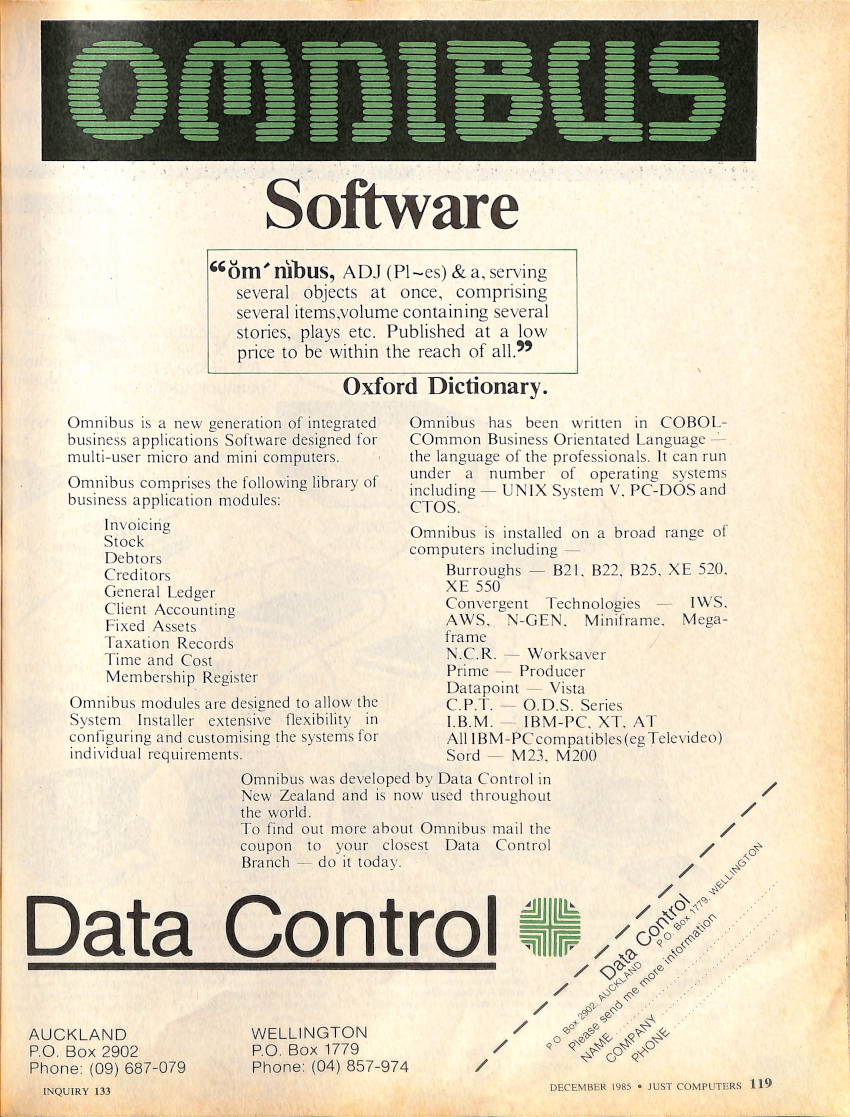 OMNIBUS
Software
“ŏm′nĭbus, ADJ (Pl~es) & a, serving
several objects at once, comprising
several items,volume containing several
stories, plays etc. Published at a low
price to be within the reach of all.”
Oxford Dictionary.
Omnibus is a new generation of integrated
business applications Software designed for
multi-user micro and mini computers.
Omnibus comprises the following library of
business application modules:
Invoicing
Stock
Debtors
Creditors
General Ledger
Client Accounting
Fixed Assets
Taxation Records
Time and Cost
Membership Register
Omnibus modules are designed to allow the
System Installer extensive flexibility in
configuring and customising the systems for
individual requirements.
Omnibus has been written in COBOL-
COmmon Business Orientated Language —
the language of the professionals. It can run
under a number of operating systems
including — UNIX System V, PC-DOS and
CTOS.
Omnibus is installed on a broad range of
computers including —
Burroughs — B21, B22, B25, XE 520,
XE 550
Convergent Technologies — IWS,
AWS, N-GEN, Miniframe, Mega-
frame
N.C.R. — Worksaver
Prime — Producer
Datapoint — Vista
C.P.T. — O.D.S. Series
I.B.M. — IBM-PC, XT, AT
All IBM-PC compatibles (eg Televideo)
Sord — M23, M200
Omnibus was developed by Data Control in
New Zealand and is now used throughout
the world.
To find out more about Omnibus mail the
coupon to your closest Data Control
Branch — do it today.
Data Control
AUCKLAND
P.O. Box 2902
Phone: (09) 687-079
WELLINGTON
P.O. Box 1779
Phone: (04) 857-974
Data Control
P.O. Box 2902, AUCKLAND P.O. Box 1779, WELLINGTON
Please send me more information
NAME
COMPANY
PHONE
INQUIRY 133
DECEMBER 1985 • JUST COMPUTERS 119